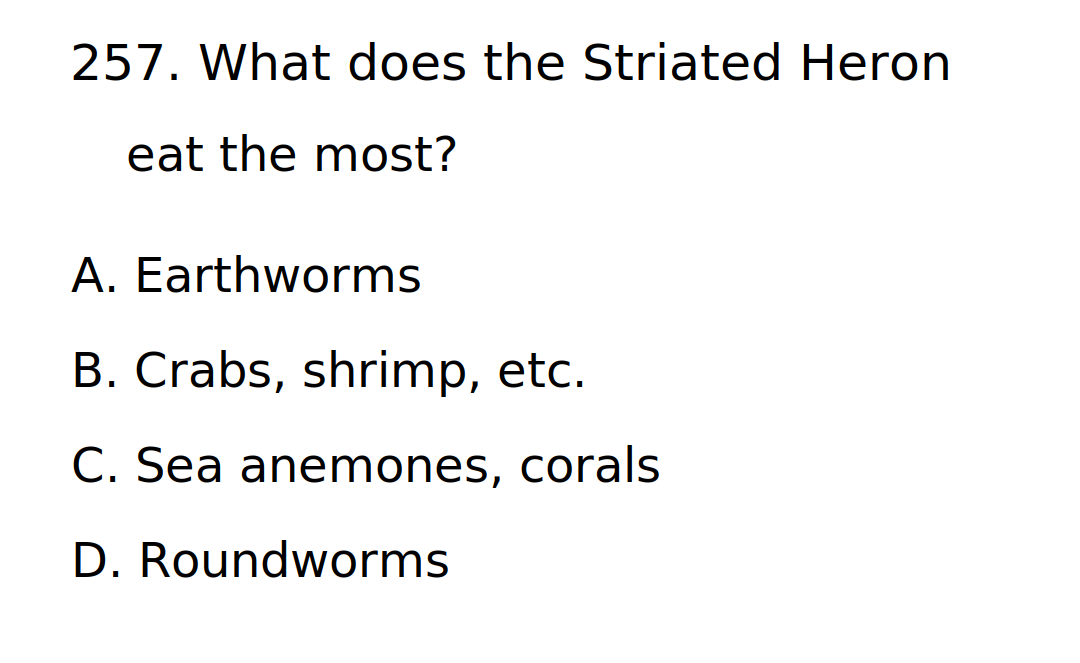 257. What does the Striated Heron
eat the most?
A. Earthworms
B. Crabs, shrimp, etc.
C. Sea anemones, corals
D. Roundworms